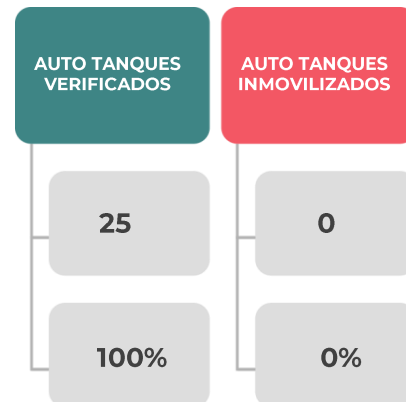 AUTO TANQUES
VERIFICADOS
25
100%
AUTO TANQUES
INMOVILIZADOS
0
0%